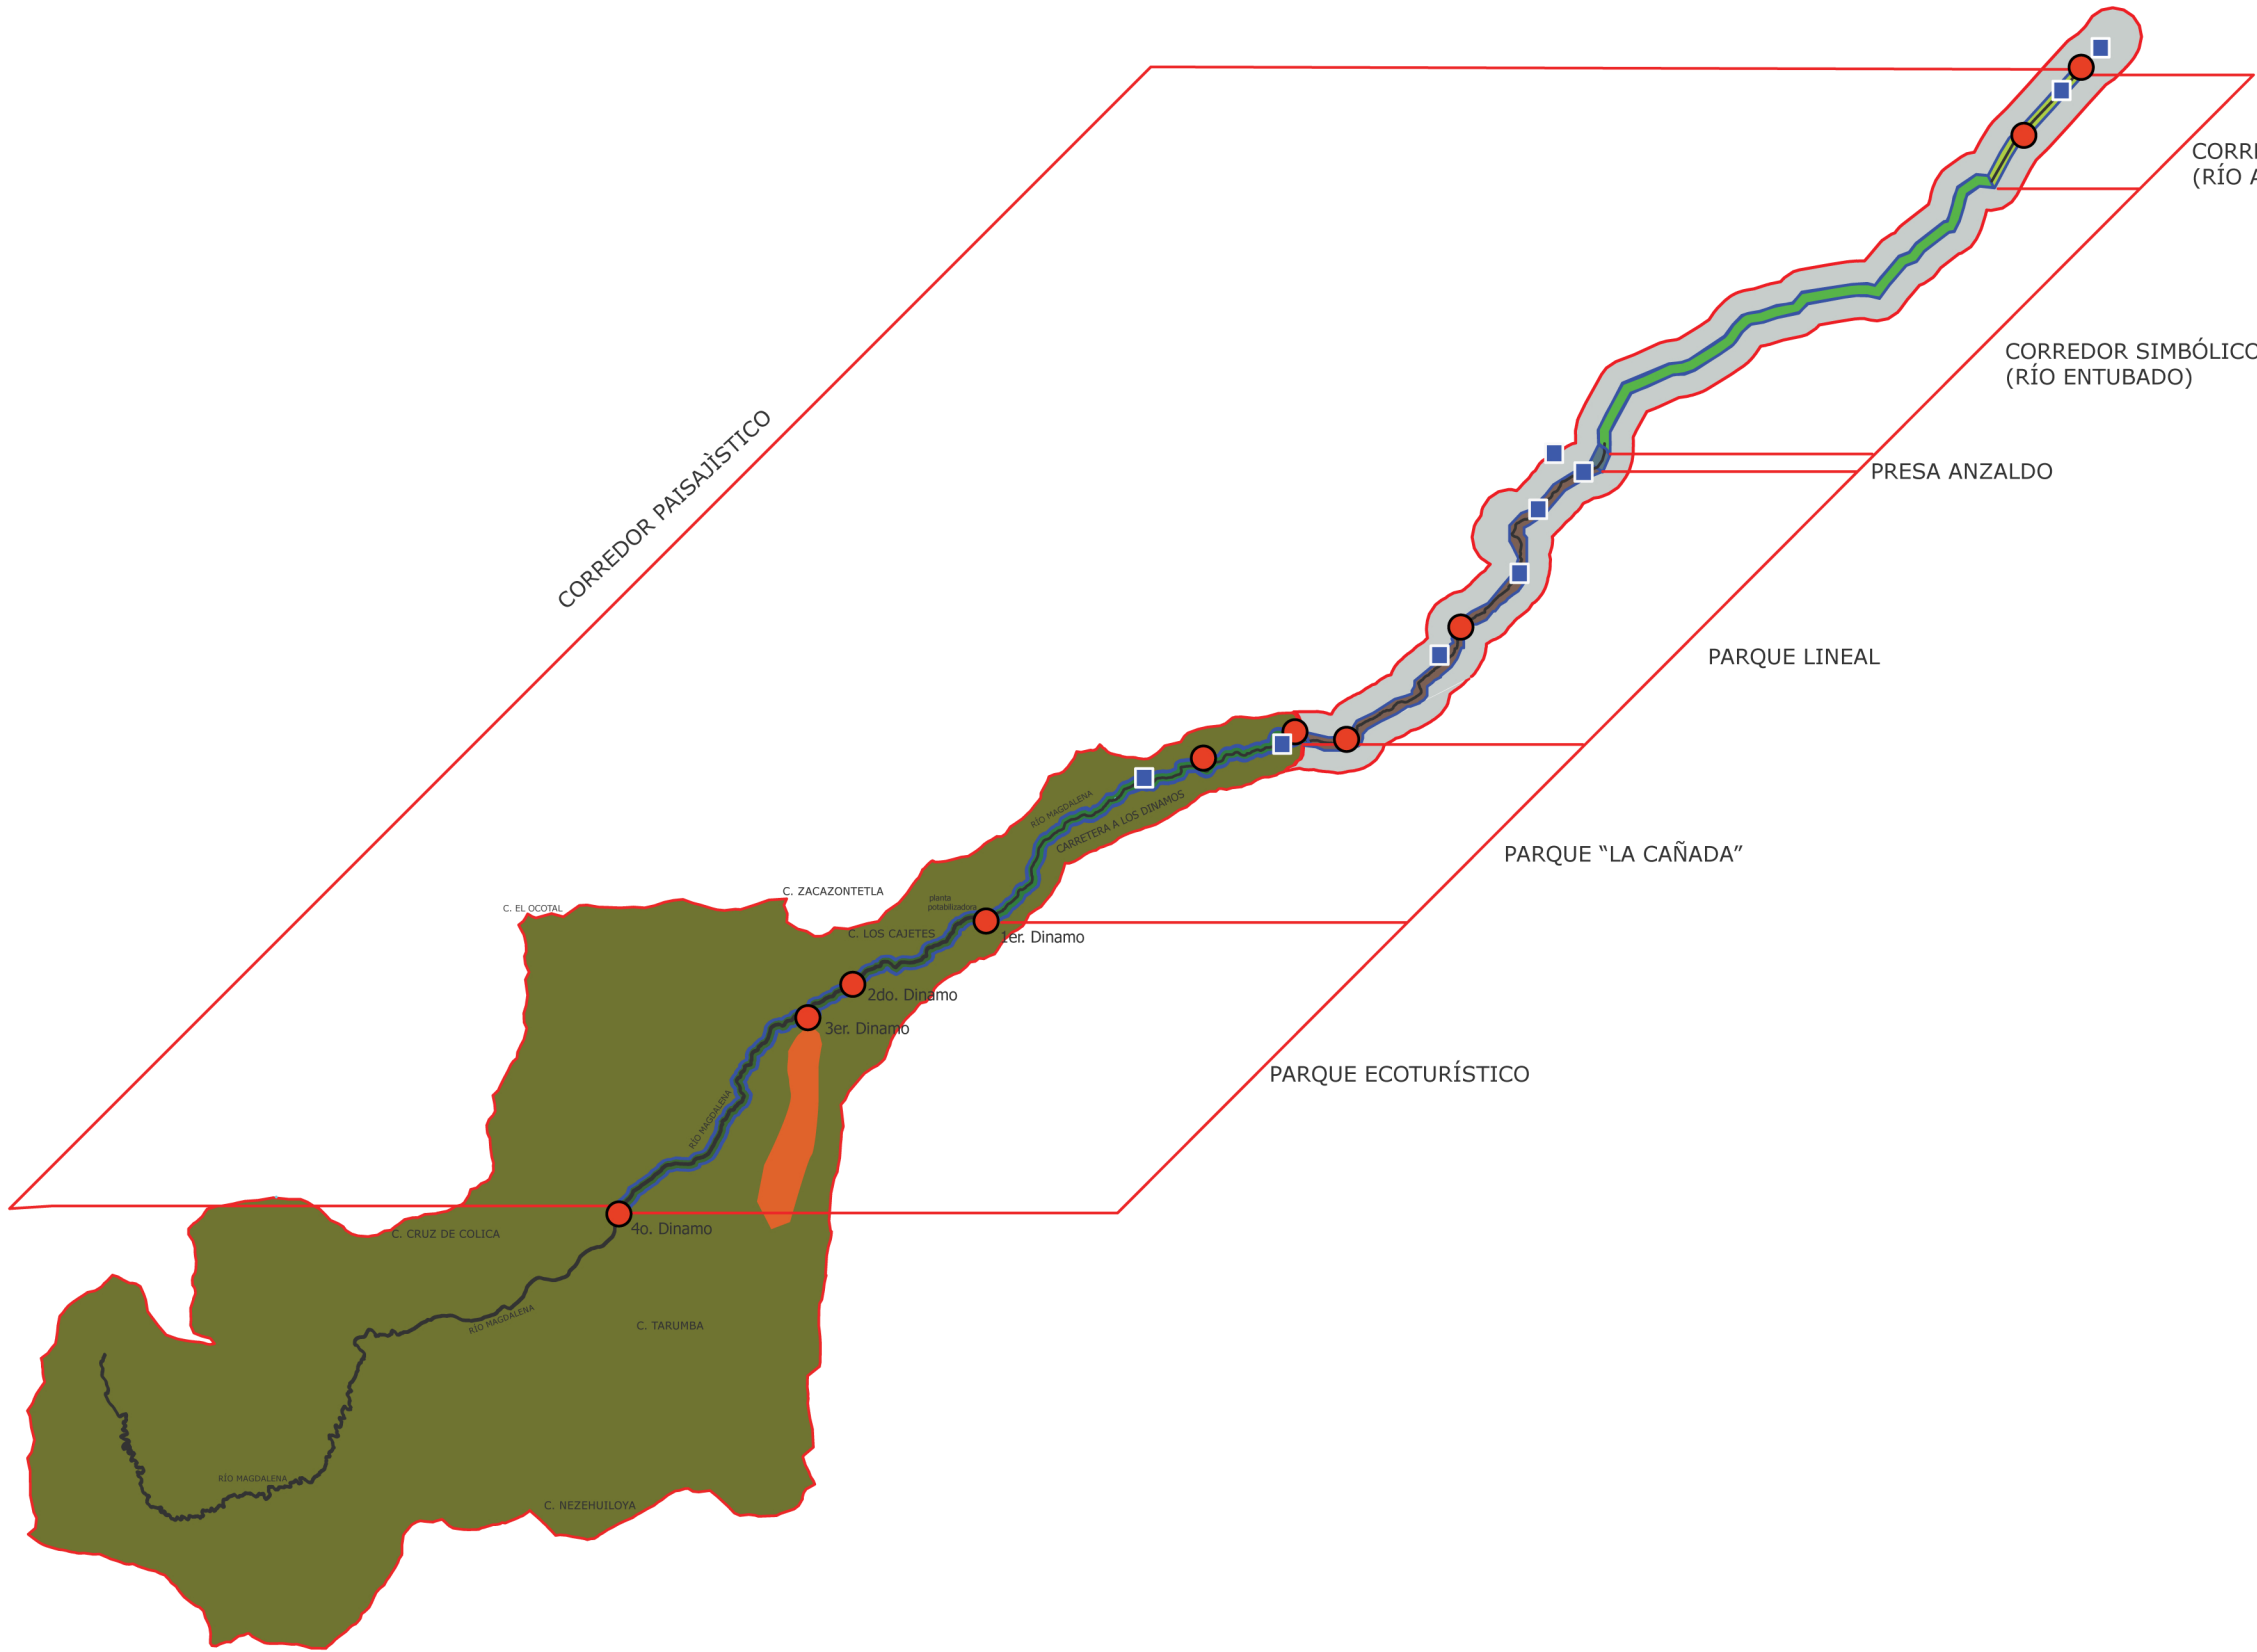 CORREDOR PAISAJÌSTICO
(RÍO
CORREDOR SIMBÓLICO
(RÍO ENTUBADO)
PRESA ANZALDO
PARQUE LINEAL
RÍO MAGDALENA
CARRETERA A LOS DINAMOS
PARQUE “LA CAÑADA”
C. ZACAZONTETLA
C. EL OCOTAL
planta
potabilizadora
C. LOS CAJETES
1er. Dinamo
2do. Dinamo
3er. Dinamo
PARQUE ECOTURÍSTICO
RÍO MAGDALENA
4o. Dinamo
C. CRUZ DE COLICA
RÍO MAGDALENA
C. TARUMBA
RÍO MAGDALENA
C. NEZEHUILOYA